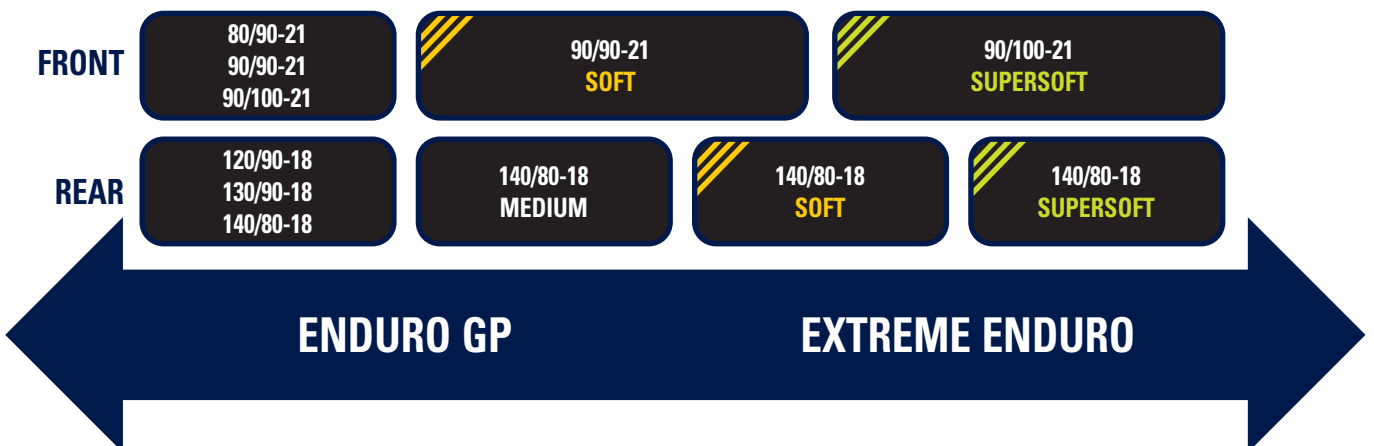 FRONT
80/90-21
90/90-21
90/100-21
90/90-21
SOFT
90/100-21
SUPERSOFT
REAR
120/90-18
130/90-18
140/80-18
140/80-18
MEDIUM
140/80-18
SOFT
140/80-18
SUPERSOFT
ENDURO GP
EXTREME ENDURO